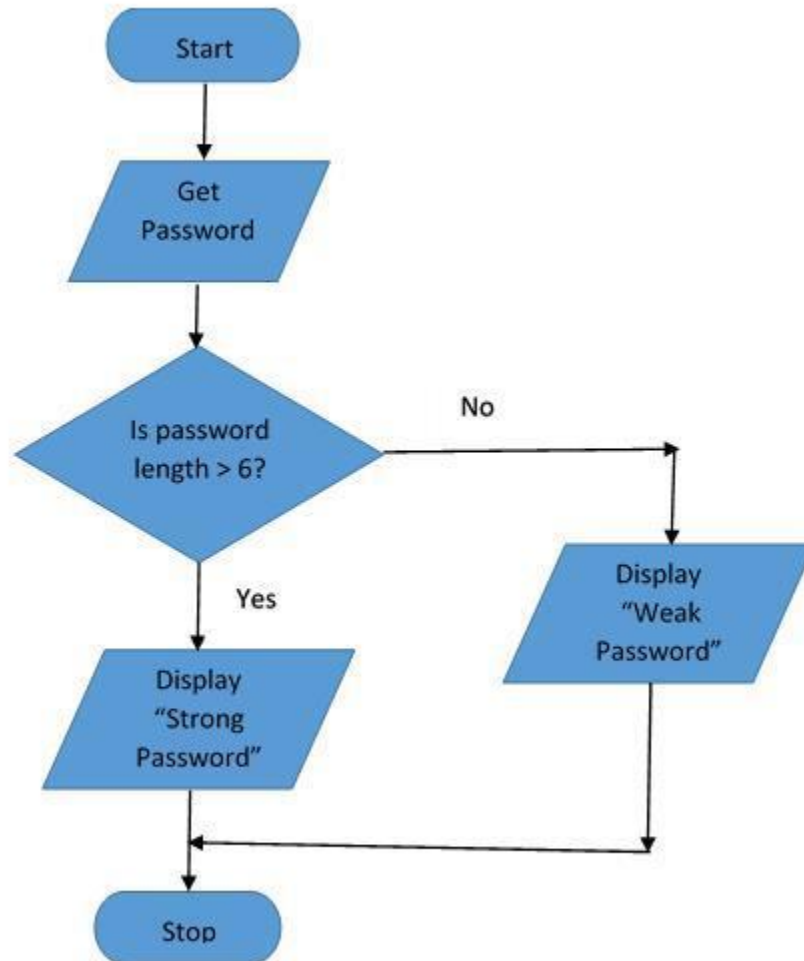 Start
Get
Password
Is password
length > 6?
No
Yes
Display
“Weak
Password”
Display
“Strong
Password”
Stop